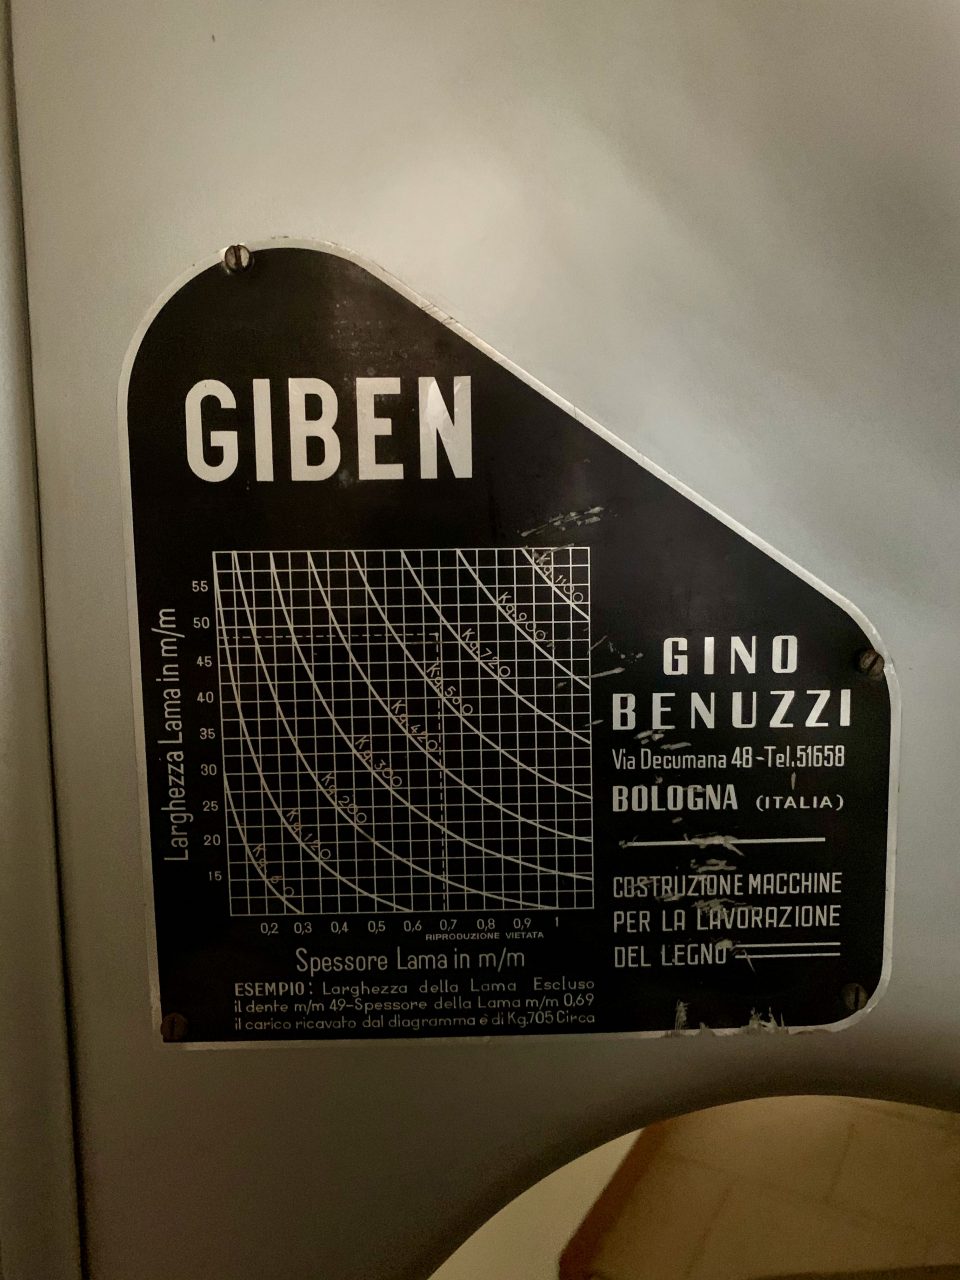 GIBEN
Kg. 1100
Kg. 900
Kg. 720
Kg. 560
Kg. 420
Kg. 300
Kg. 200
Kg. 120
Kg. 60
55
50
45
40
35
30
25
20
15
Larghezza Lama in m/m
0,2 0,3 0,4 0,5 0,6 0,7 0,8 0,9 1
RIPRODUZIONE VIETATA
Spessore Lama in m/m
ESEMPIO: Larghezza della Lama Escluso
il dente m/m 49-Spessore della Lama m/m 0,69
il carico ricavato dal diagramma è di Kg.705 Circa
GINO
BENUZZI
Via Decumana 48-Tel.51658
BOLOGNA (ITALIA)
COSTRUZIONE MACCHINE
PER LA LAVORAZIONE
DEL LEGNO